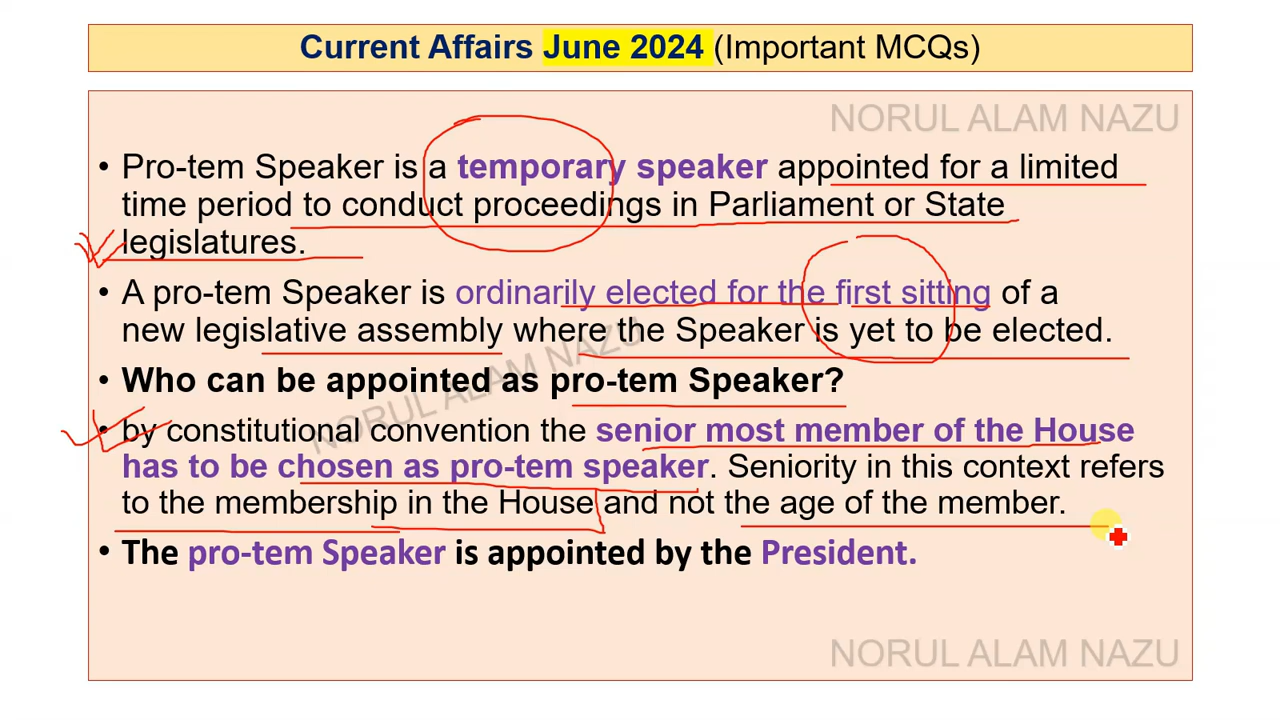 Current Affairs June 2024 (Important MCQs)
NORUL ALAM NAZU
• Pro-tem Speaker is a temporary speaker appointed for a limited
time period to conduct proceedings in Parliament or State
legislatures.
• A pro-tem Speaker is ordinarily elected for the first sitting of a
new legislative assembly where the Speaker is yet to be elected.
NORUL ALAM NAZU
• Who can be appointed as pro-tem Speaker?
• by constitutional convention the senior most member of the House
has to be chosen as pro-tem speaker. Seniority in this context refers
to the membership in the House and not the age of the member.
• The pro-tem Speaker is appointed by the President.
NORUL ALAM NAZU